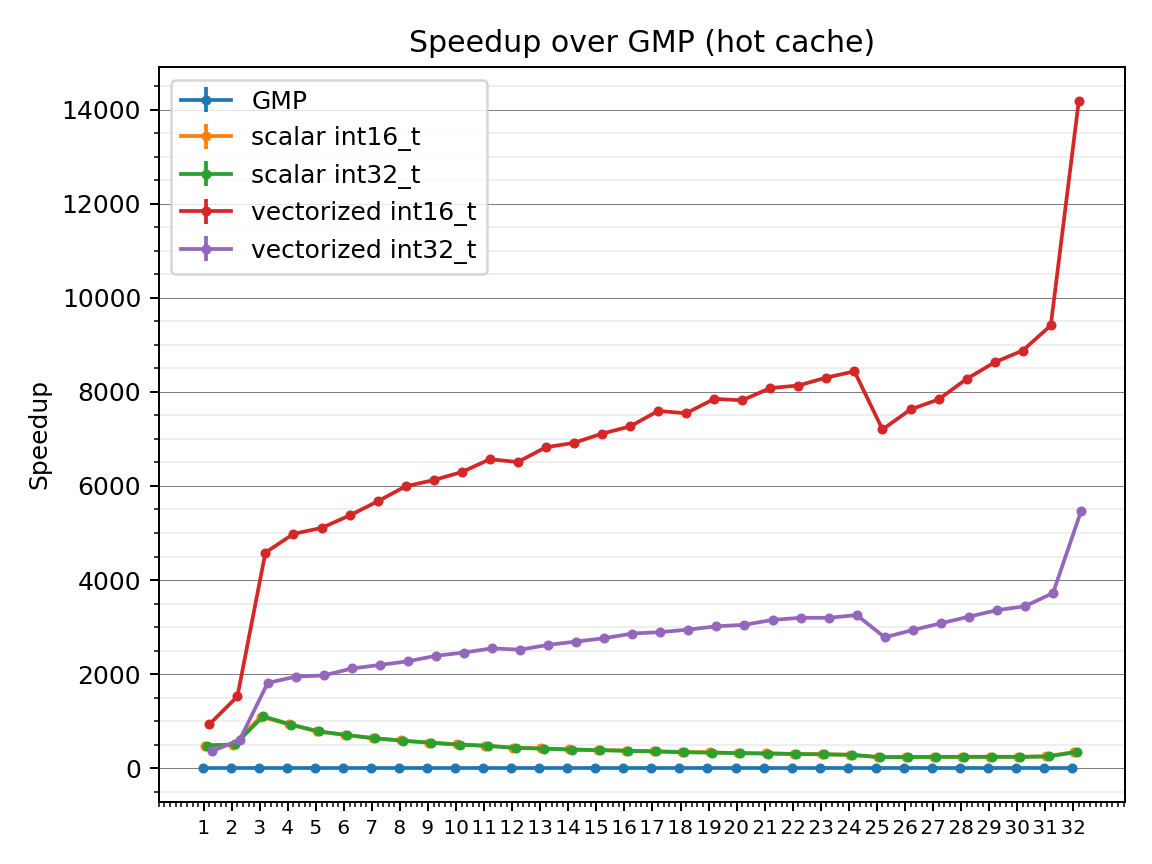 Speedup over GMP (hot cache)
GMP
scalar int16_t
scalar int32_t
vectorized int16_t
vectorized int32_t
14000
12000
10000
8000
6000
4000
2000
0
Speedup
1 2 3 4 5 6 7 8 9 10 11 12 13 14 15 16 17 18 19 20 21 22 23 24 25 26 27 28 29 30 31 32